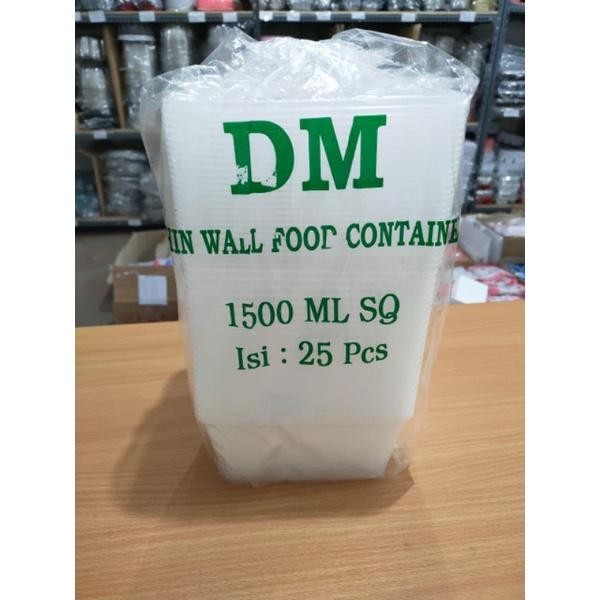 DM
HIN WALL FOOD CONTAINE
1500 ML SQ
Isi : 25 Pcs